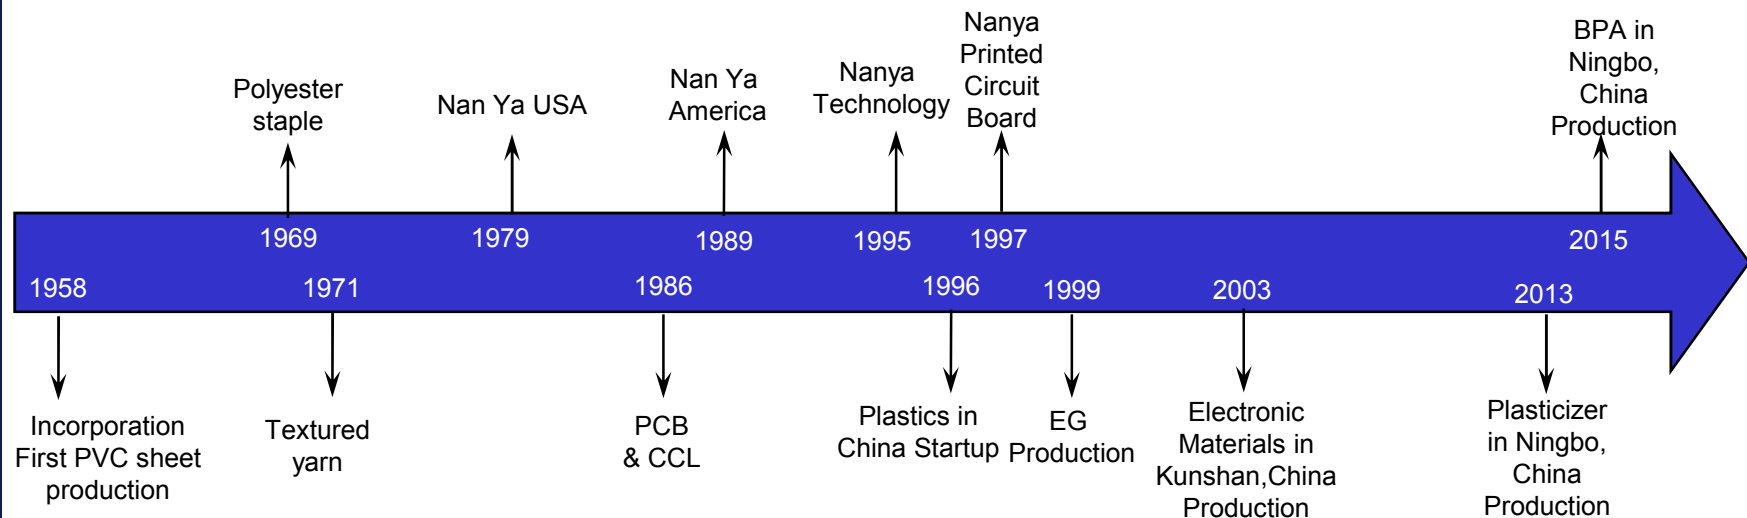 Polyester
staple
Nan Ya USA
Nan Ya
America
Nanya
Technology
Nanya
Printed
Circuit
Board
BPA in
Ningbo,
China
Production
1969
1979
1989
1995
1997
2015
1958
1971
1986
1996
1999
2003
2013
Incorporation
First PVC sheet
production
Textured
yarn
PCB
& CCL
Plastics in
China Startup
EG
Production
Electronic
Materials in
Kunshan,China
Production
Plasticizer
in Ningbo,
China
Production